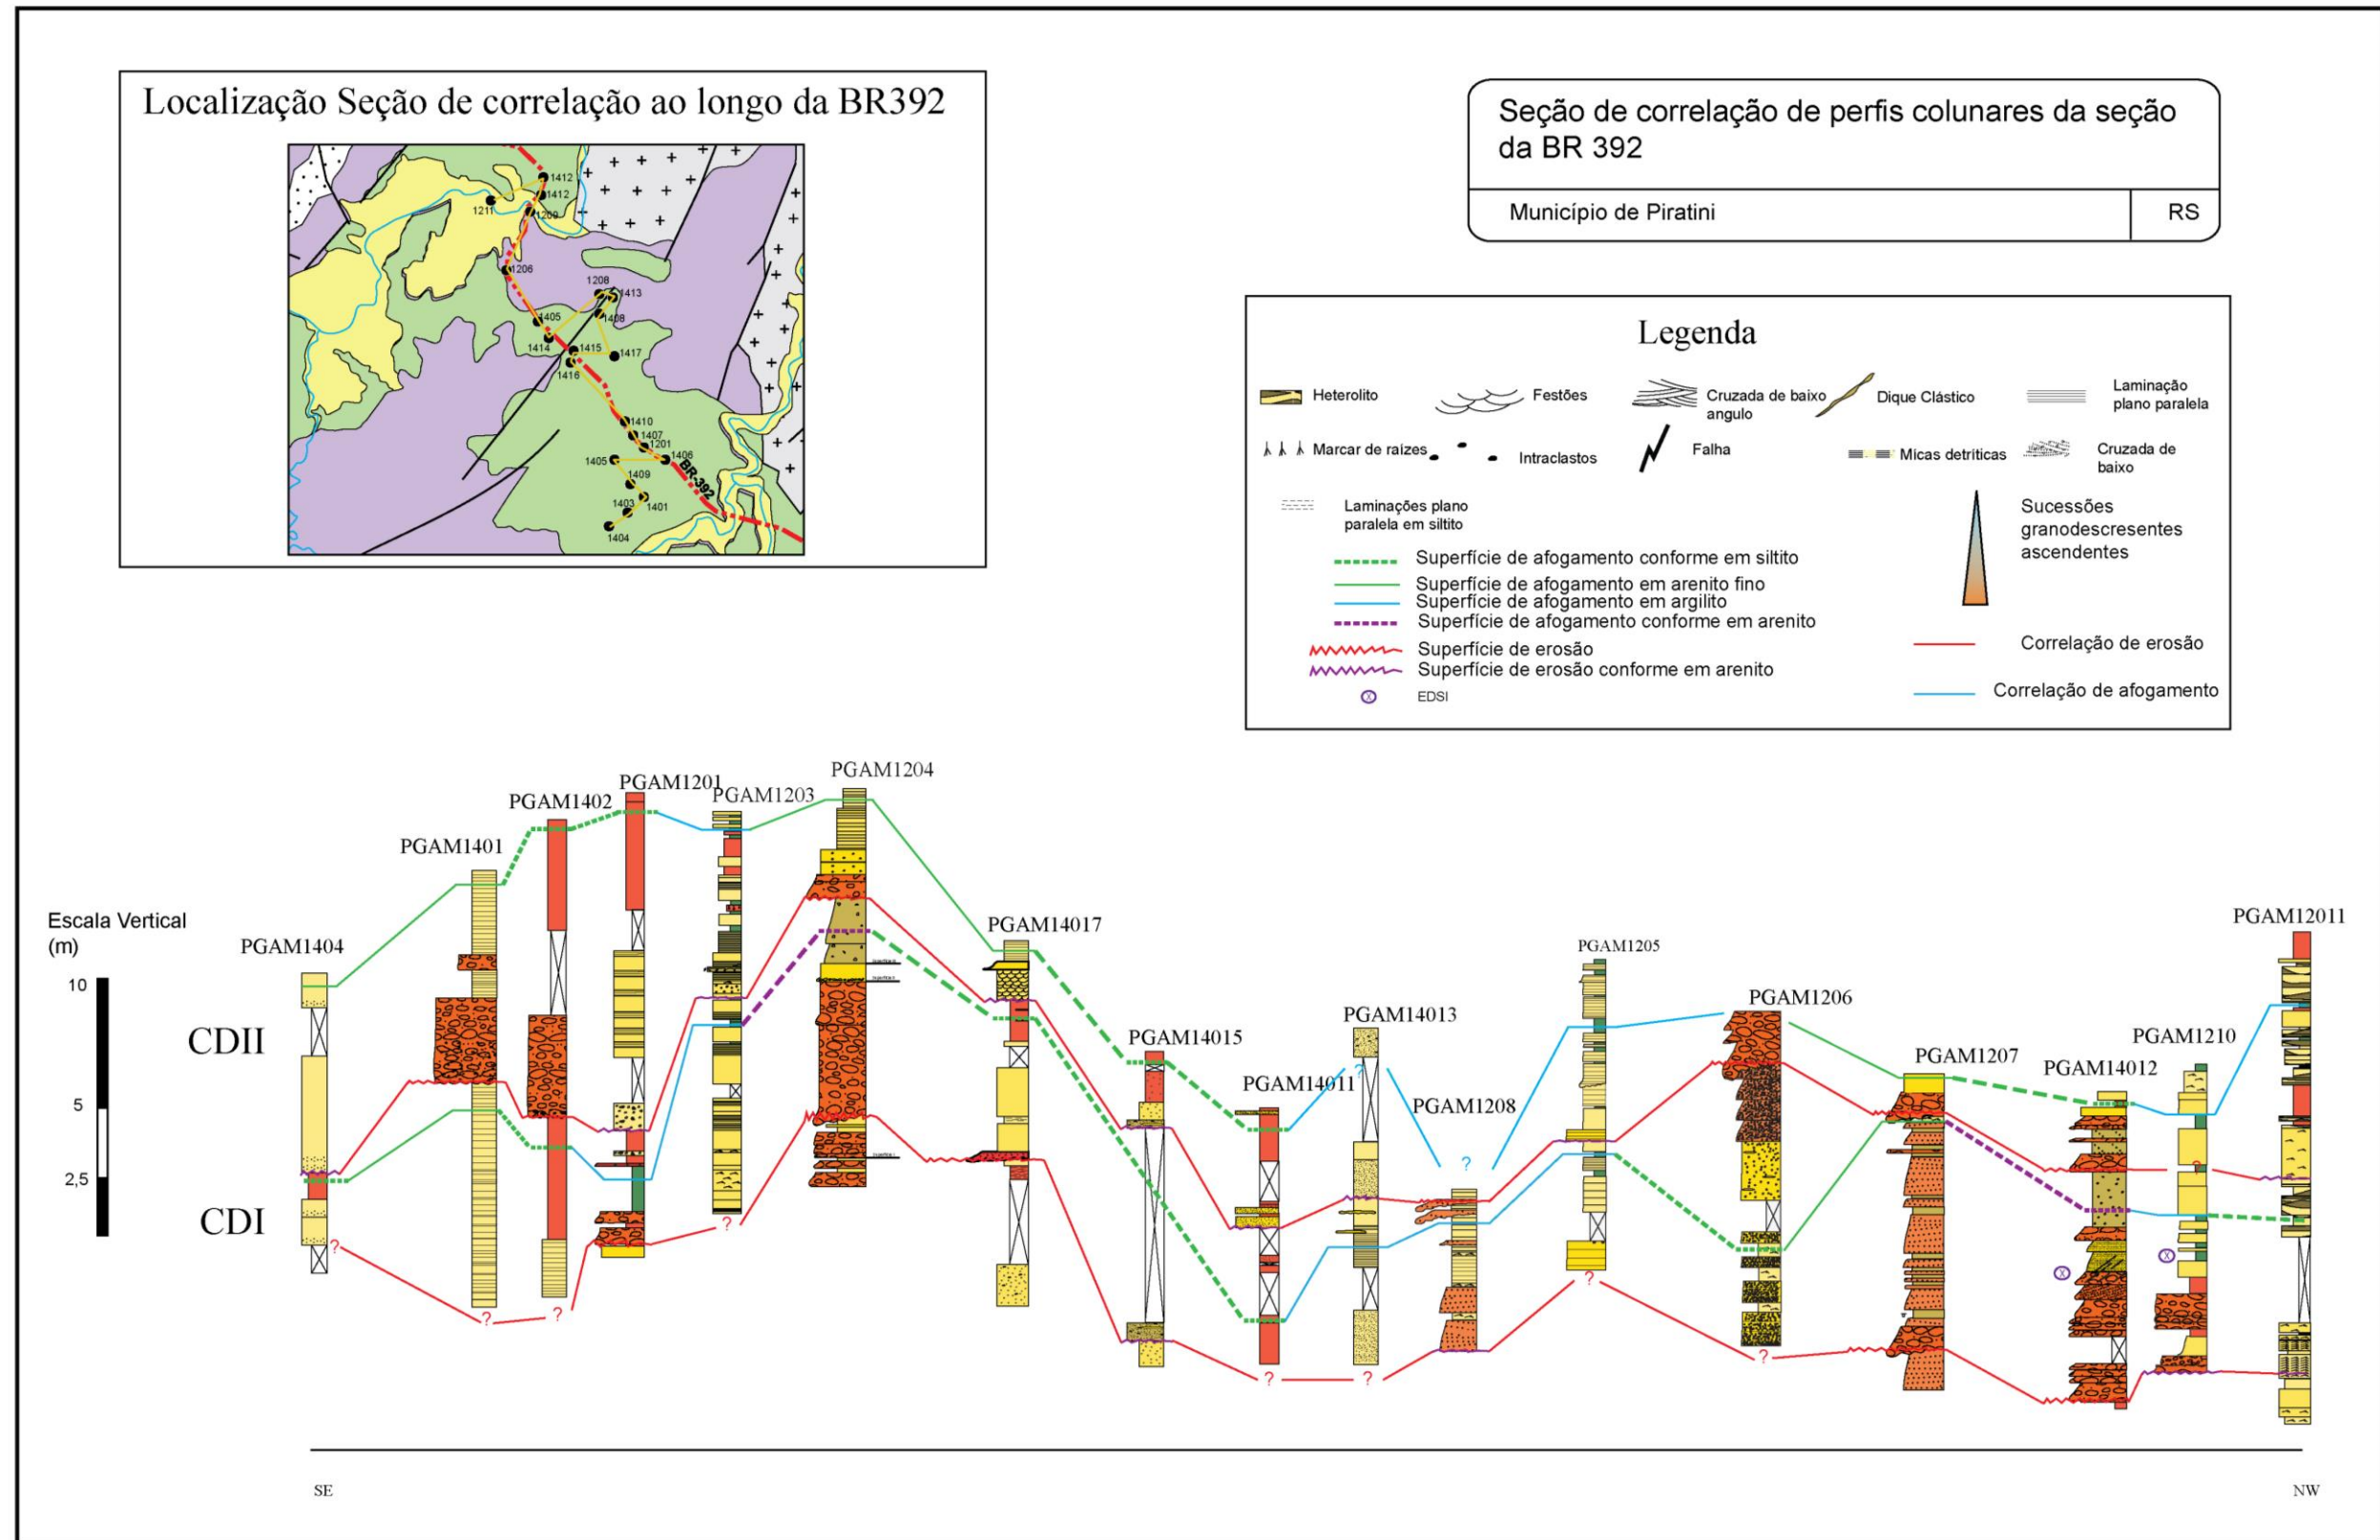 Localização Seção de correlação ao longo da BR392
1412
1412
1211
1209
1206
1208
1413
1405
1408
1414
1415
1417
1416
1410
1407
1201
1405
1406
1409
BR-392
1403
1401
1404
Seção de correlação de perfis colunares da seção
da BR 392
Município de Piratini
RS
Legenda
Heterolito
Festões
Cruzada de baixo
angulo
Dique Clástico
Laminação
plano paralela
Marcar de raizes
Intraclastos
Falha
Micas detriticas
Cruzada de
baixo
Laminações plano
paralela em siltito
Sucessões
granodescresentes
ascendentes
Superfície de afogamento conforme em siltito
Superfície de afogamento em arenito fino
Superfície de afogamento em argilito
Superfície de afogamento conforme em arenito
Superfície de erosão
Superfície de erosão conforme em arenito
X
EDSI
Correlação de erosão
Correlação de afogamento
Escala Vertical
(m)
10
5
2,5
CDII
CDI
PGAM1404
PGAM1401
PGAM1402
PGAM1201
PGAM1203
PGAM1204
PGAM14017
PGAM14015
PGAM14011
PGAM14013
PGAM1208
PGAM1205
PGAM1206
PGAM1207
PGAM14012
PGAM1210
PGAM12011
?
?
?
?
?
?
?
?
?
?
?
X
X
SE
NW